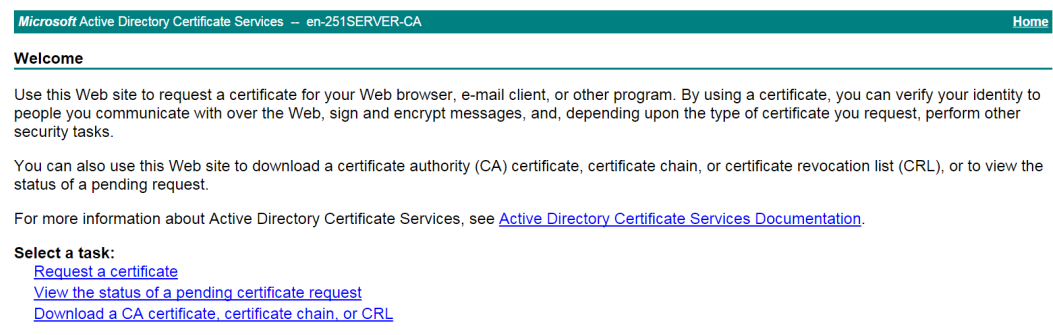 Microsoft Active Directory Certificate Services -- en-251SERVER-CA Home
Welcome
Use this Web site to request a certificate for your Web browser, e-mail client, or other program. By using a certificate, you can verify your identity to
people you communicate with over the Web, sign and encrypt messages, and, depending upon the type of certificate you request, perform other
security tasks.
You can also use this Web site to download a certificate authority (CA) certificate, certificate chain, or certificate revocation list (CRL), or to view the
status of a pending request.
For more information about Active Directory Certificate Services, see Active Directory Certificate Services Documentation.
Select a task:
Request a certificate
View the status of a pending certificate request
Download a CA certificate, certificate chain, or CRL